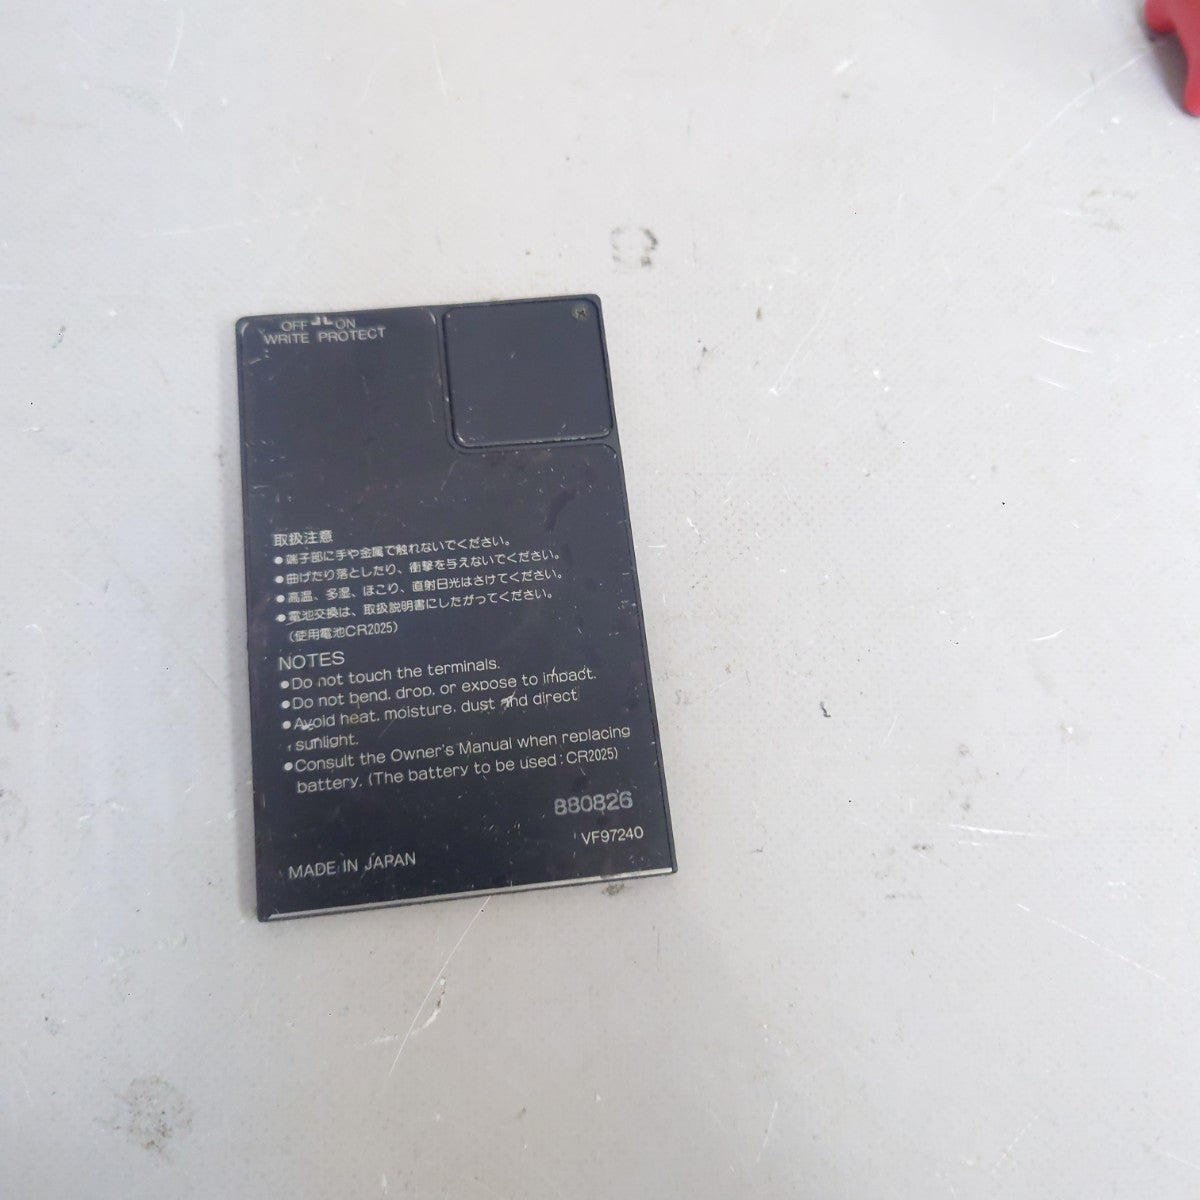 OFF ON
WRITE PROTECT
取扱注意
●端子部に手や金属で触れないでください。
●曲げたり落としたり、衝撃を与えないでください。
●高温、多湿、ほこり、直射日光はさけてください。
●電池交換は、取扱説明書にしたがってください。
(使用電池CR2025)
NOTES
●Do not touch the terminals.
●Do not bend, drop, or expose to impact.
●Avoid heat, moisture, dust and direct
sunlight.
●Consult the Owner's Manual when replacing
battery. (The battery to be used : CR2025)
880826
VF97240
MADE IN JAPAN